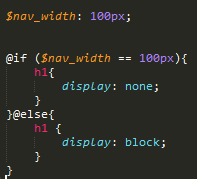 $nav_width: 100px;
@if ($nav_width == 100px){
h1{
display: none;
}
}@else{
h1 {
display: block;
}
}